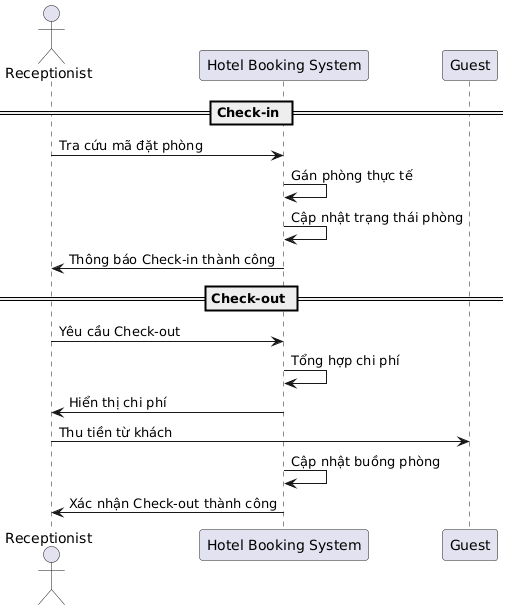 Receptionist
Hotel Booking System
Guest
Check-in
Tra cứu mã đặt phòng
Gán phòng thực tế
Cập nhật trạng thái phòng
Thông báo Check-in thành công
Check-out
Yêu cầu Check-out
Tổng hợp chi phí
Hiển thị chi phí
Thu tiền từ khách
Cập nhật buồng phòng
Xác nhận Check-out thành công
Receptionist
Hotel Booking System
Guest